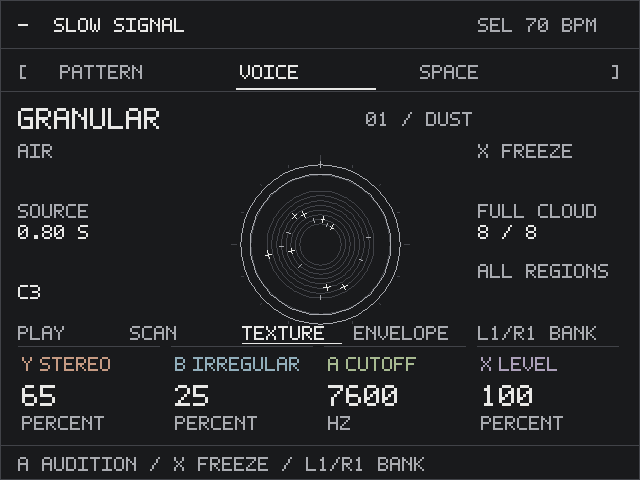 – SLOW SIGNAL SEL 70 BPM
[ PATTERN VOICE SPACE ]
GRANULAR 01 / DUST
AIR X FREEZE
SOURCE FULL CLOUD
0.80 S 8 / 8
ALL REGIONS
C3
PLAY SCAN TEXTURE ENVELOPE L1/R1 BANK
Y STEREO B IRREGULAR A CUTOFF X LEVEL
65 25 7600 100
PERCENT PERCENT HZ PERCENT
A AUDITION / X FREEZE / L1/R1 BANK